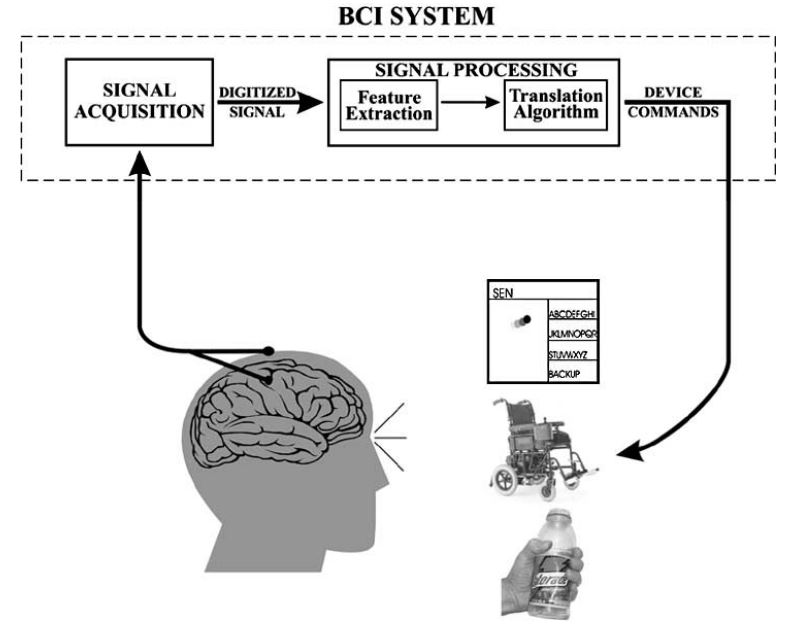 BCI SYSTEM
SIGNAL
ACQUISITION
DIGITIZED
SIGNAL
SIGNAL PROCESSING
Feature
Extraction
Translation
Algorithm
DEVICE
COMMANDS
SEN
ABCDEFGHI
JKLMNOPQR
STUVWXYZ
BACKUP